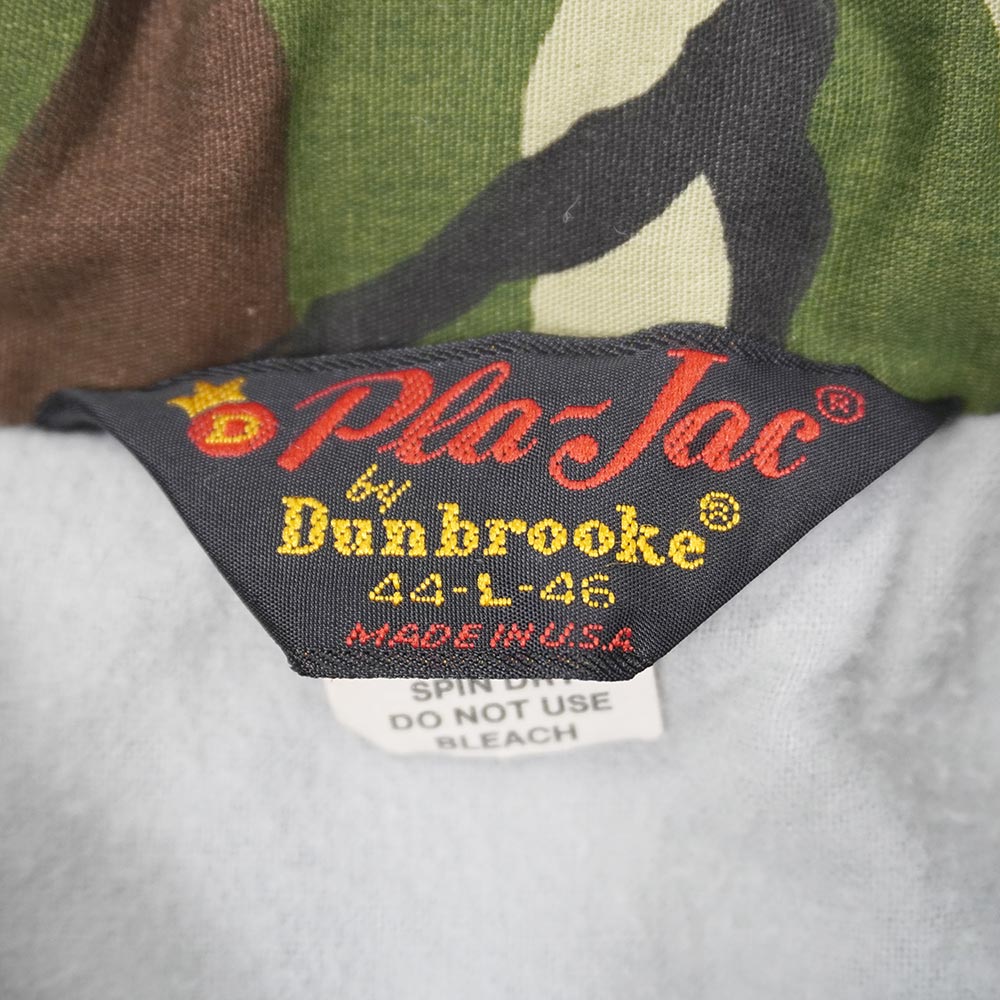 D Pla-Jac®
by
Dunbrooke®
44-L-46
MADE IN U.S.A
SPIN DRY
DO NOT USE
BLEACH